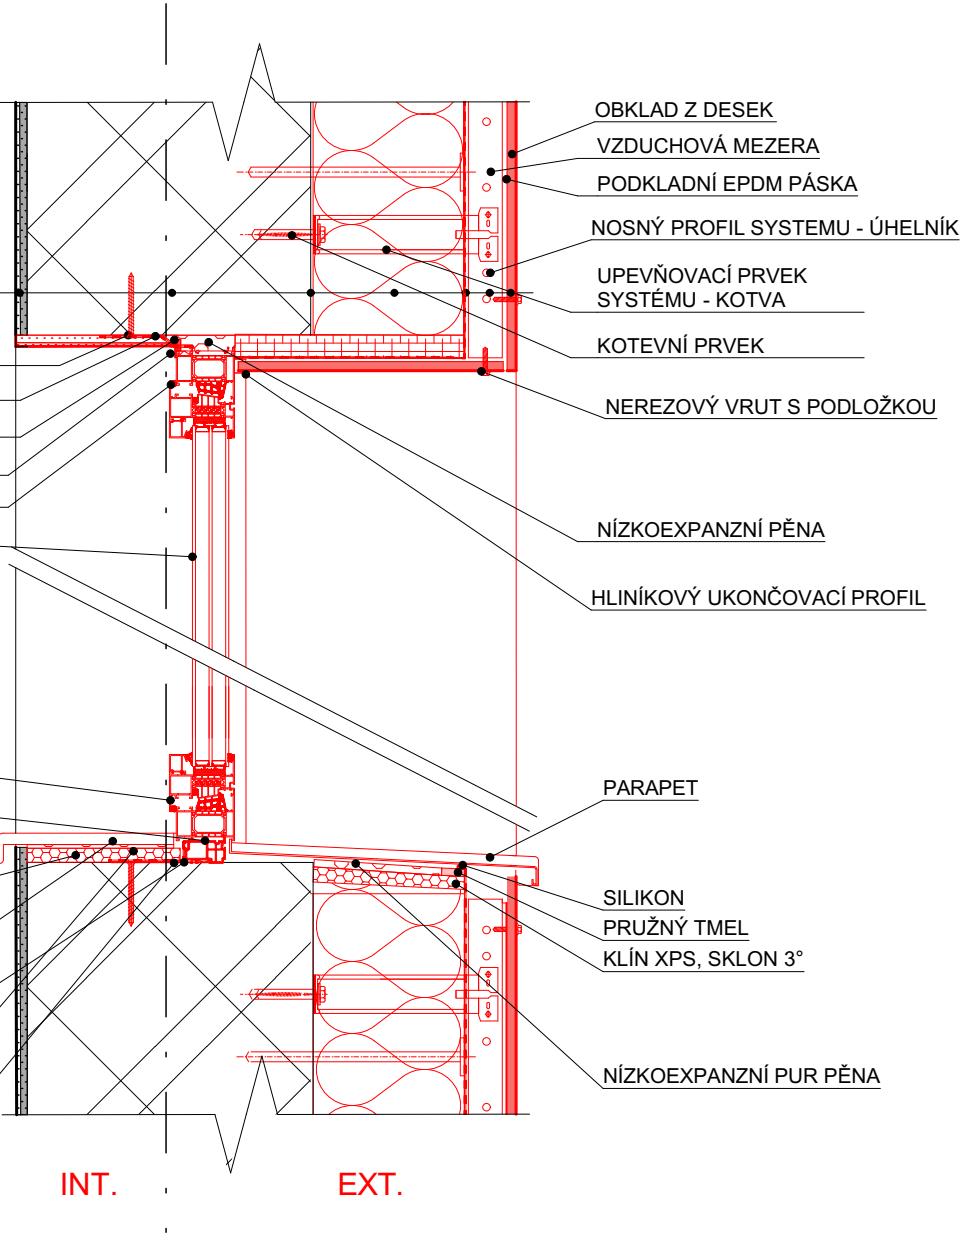 OBKLAD Z DESEK
VZDUCHOVÁ MEZERA
PODKLADNÍ EPDM PÁSKA
NOSNÝ PROFIL SYSTEMU - ÚHELNÍK
UPEVŇOVACÍ PRVEK
SYSTÉMU - KOTVA
KOTEVNÍ PRVEK
NEREZOVÝ VRUT S PODLOŽKOU
NÍZKOEXPANZNÍ PĚNA
HLINÍKOVÝ UKONČOVACÍ PROFIL
PARAPET
SILIKON
PRUŽNÝ TMEL
KLÍN XPS, SKLON 3°
NÍZKOEXPANZNÍ PUR PĚNA
INT.
EXT.